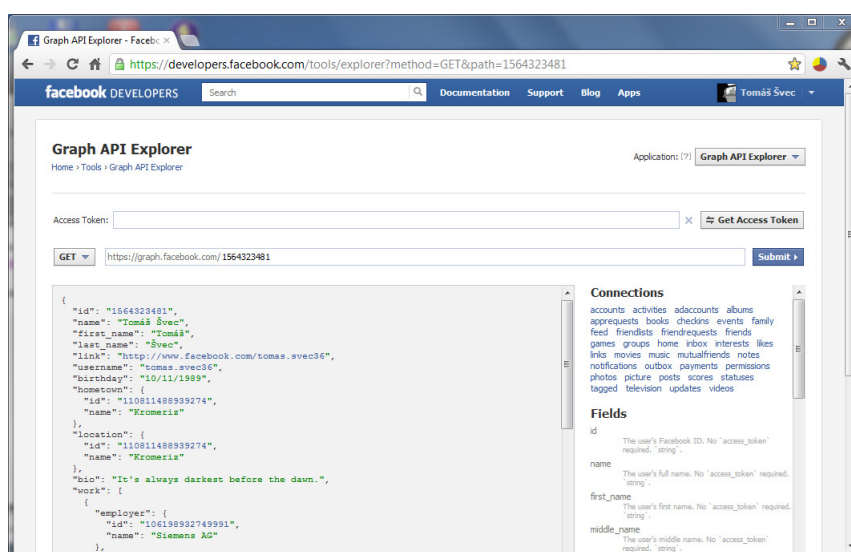 Graph API Explorer - Faceb
https://developers.facebook.com/tools/explorer?method=GET&path=1564323481
facebook DEVELOPERS Search Documentation Support Blog Apps Tomáš Švec
Graph API Explorer
Home › Tools › Graph API Explorer
Application: [?] Graph API Explorer
Access Token: Get Access Token
GET https://graph.facebook.com/ 1564323481 Submit
{
"id": "1564323481",
"name": "Tomáš Švec",
"first_name": "Tomáš",
"last_name": "Švec",
"link": "http://www.facebook.com/tomas.svec36",
"username": "tomas.svec36",
"birthday": "10/11/1989",
"hometown": {
"id": "110811488939274",
"name": "Kromeriz"
},
"location": {
"id": "110811488939274",
"name": "Kromeriz"
},
"bio": "It's always darkest before the dawn.",
"work": [
{
"employer": {
"id": "106198932749991",
"name": "Siemens AG"
},
Connections
accounts activities adaccounts albums
apprequests books checkins events family
feed friendlists friendrequests friends
games groups home inbox interests likes
links movies music mutualfriends notes
notifications outbox payments permissions
photos picture posts scores statuses
tagged television updates videos
Fields
id
The user's Facebook ID. No `access_token`
required. `string`.
name
The user's full name. No `access_token` required.
`string`.
first_name
The user's first name. No `access_token` required.
`string`.
middle_name
The user's middle name. No `access_token`
required. `string`.